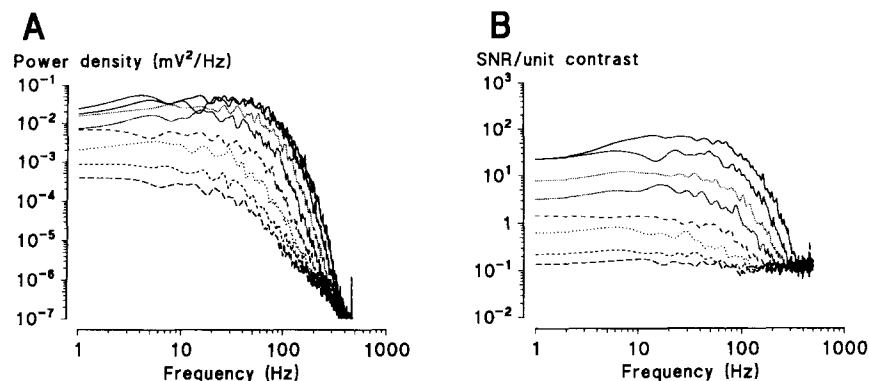 A
Power density (mV²/Hz)
10⁻¹
10⁻²
10⁻³
10⁻⁴
10⁻⁵
10⁻⁶
10⁻⁷
1 10 100 1000
Frequency (Hz)
B
SNR/unit contrast
10³
10²
10¹
1
10⁻¹
10⁻²
1 10 100 1000
Frequency (Hz)